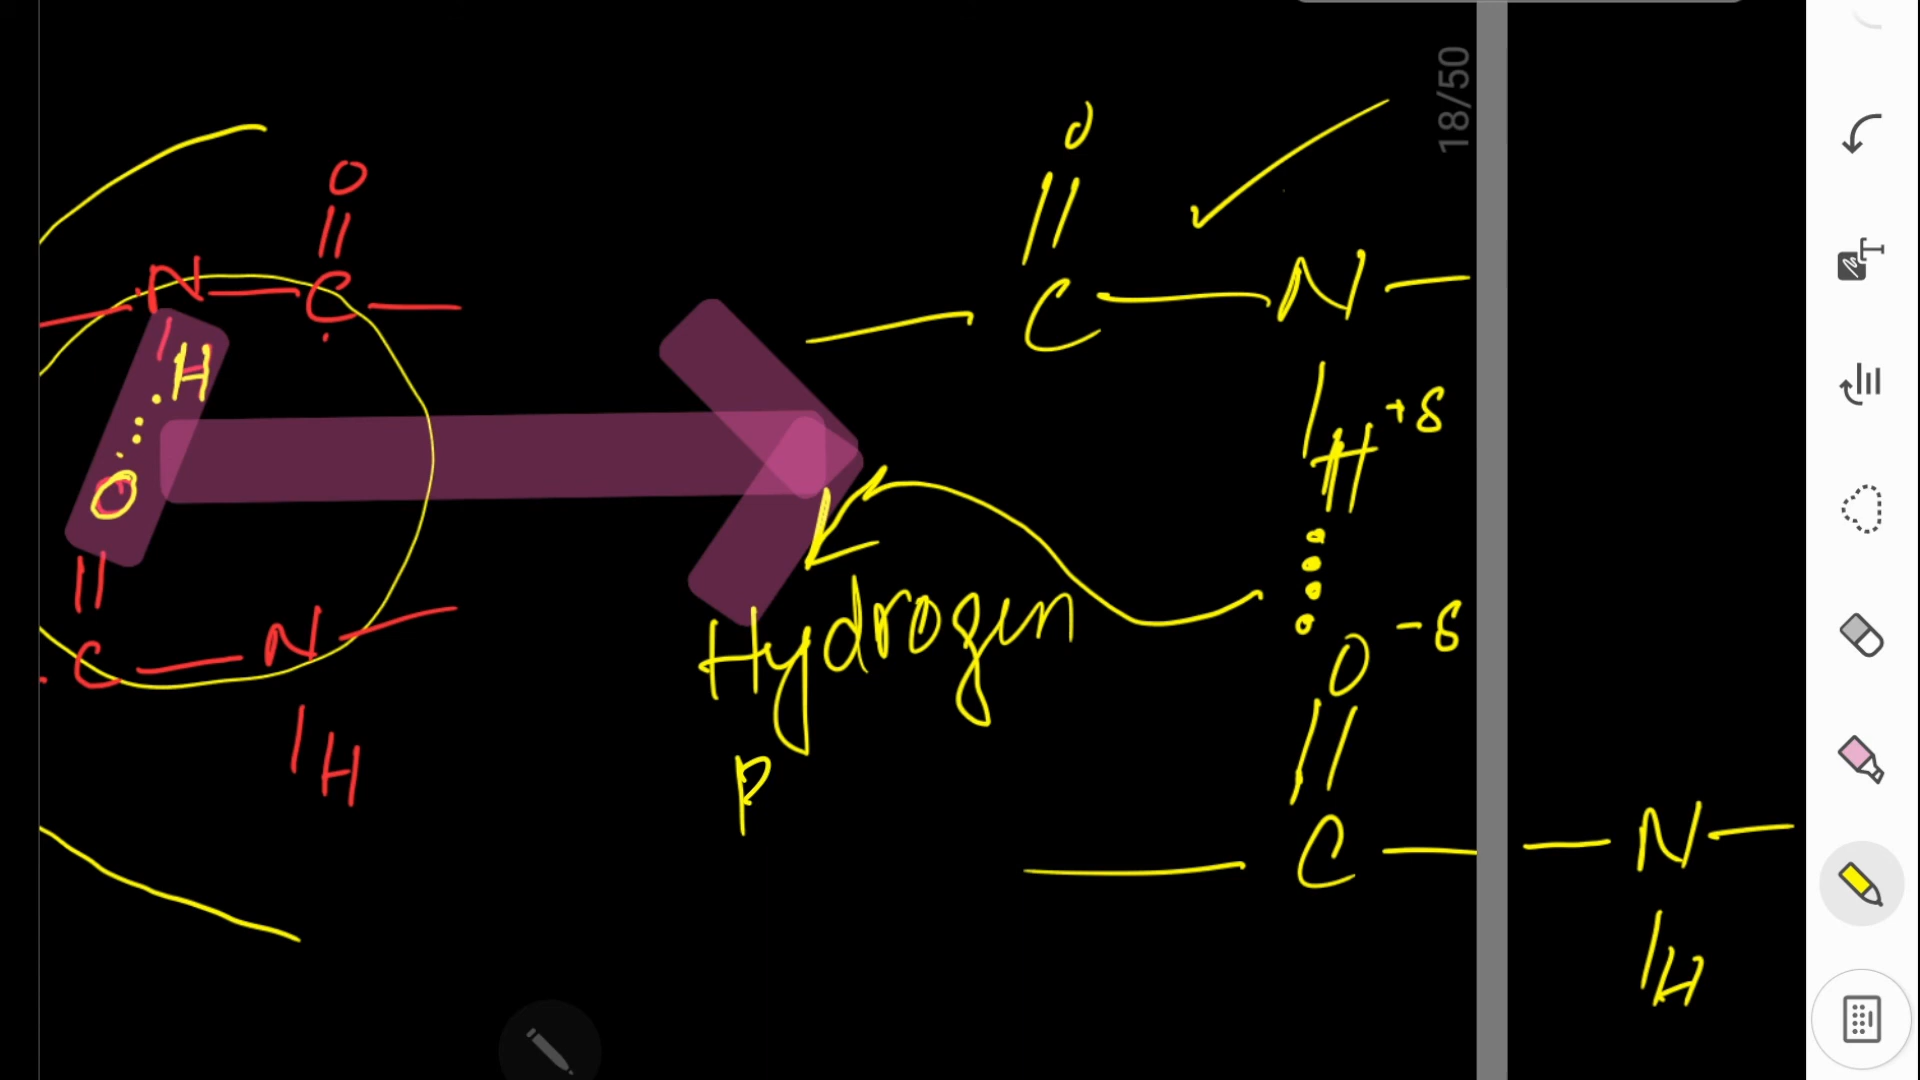 18/50
O
||
N — C —
|
H
O
||
. C — N —
|
H
O
||
— C — N —
|
H +δ
O -δ
||
— C — — N —
|
H
Hydrogen
P